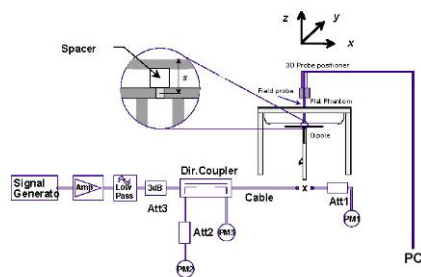 z
y
x
Spacer
s
3D Probe positioner
Field probe
Flat Phantom
Dipole
Dir.Coupler
Signal
Generato
Amp
Low
Pass
3dB
Att3
Cable
x
Att1
PM1
Att2
PM3
PM2
PC